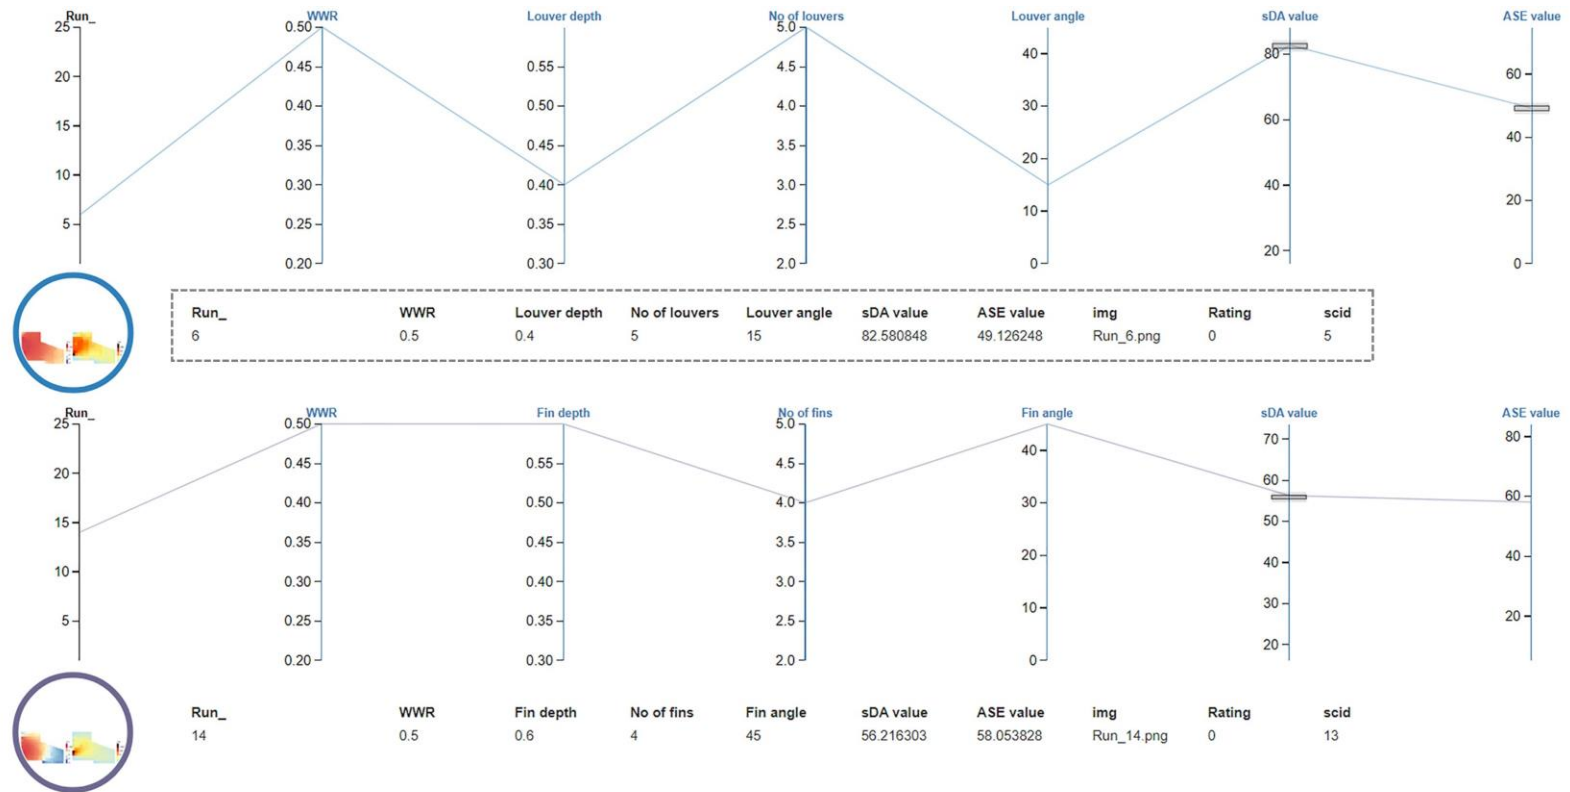 Run_ WWR Louver depth No of louvers Louver angle sDA value ASE value
25 0.50 5.0
20 0.45 0.55 4.5 40 80 60
15 0.40 0.50 4.0 30 60 40
0.35 0.45 3.5
10 0.30 0.40 3.0 20 40 20
5 0.25 0.35 2.5 10 20
0.20 0.30 2.0 0 0
Run_ WWR Louver depth No of louvers Louver angle sDA value ASE value img Rating scid
6 0.5 0.4 5 15 82.580848 49.126248 Run_6.png 0 5
Run_ WWR Fin depth No of fins Fin angle sDA value ASE value
25 0.50 5.0 70 80
20 0.45 0.55 4.5 40 60 60
15 0.40 0.50 4.0 30 50
0.35 0.45 3.5 40 40
10 0.30 0.40 3.0 20 30
5 0.25 0.35 2.5 10 20 20
0.20 0.30 2.0 0
Run_ WWR Fin depth No of fins Fin angle sDA value ASE value img Rating scid
14 0.5 0.6 4 45 56.216303 58.053828 Run_14.png 0 13